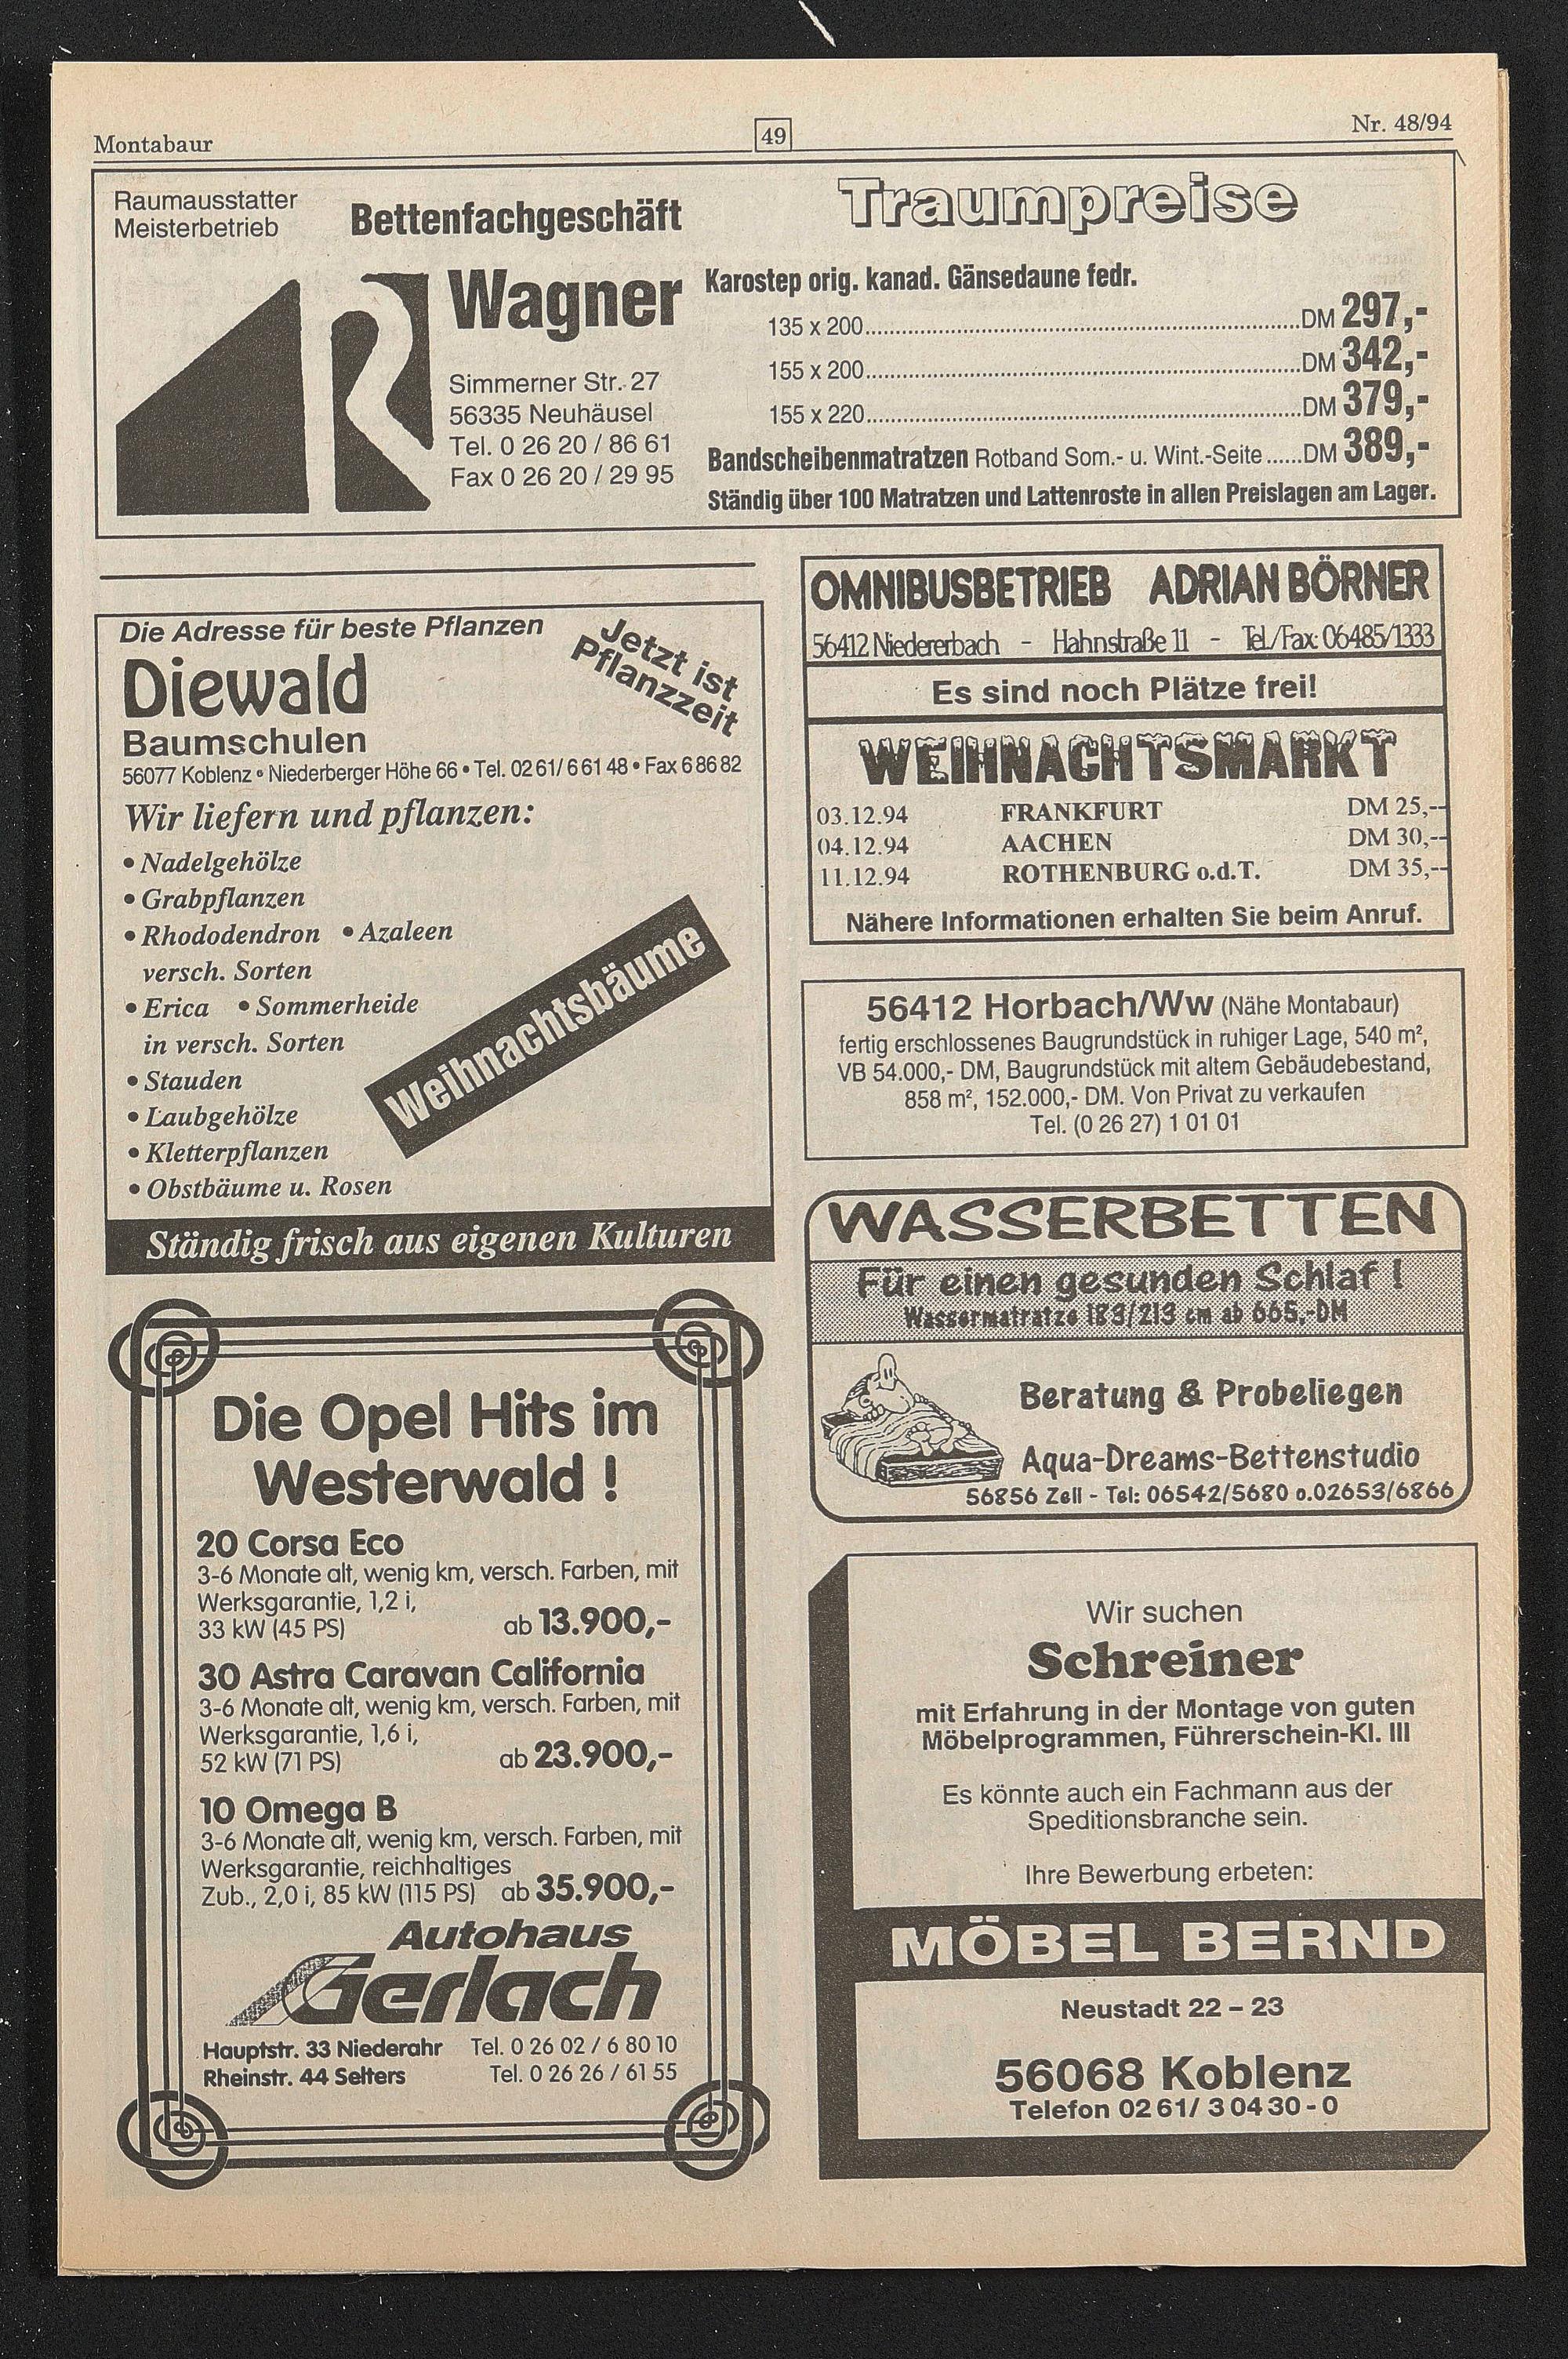 Montabaur
49
Nr. 48/94
Raumausstatter
Meisterbetrieb
Bettenfachgeschäft
Wagner
Simmerner Str. 27
56335 Neuhäusel
Tel. 0 26 20 / 86 61
Fax 0 26 20 / 29 95
Traumpreise
Karostep orig. kanad. Gänsedaune fedr.
135 x 200......DM 297,-
155 x 200......DM 342,-
155 x 220......DM 379,-
Bandscheibenmatratzen Rotband Som.- u. Wint.-Seite......DM 389,-
Ständig über 100 Matratzen und Lattenroste in allen Preislagen am Lager.
Die Adresse für beste Pflanzen
Jetzt ist
Pflanzzeit
Diewald
Baumschulen
56077 Koblenz • Niederberger Höhe 66 • Tel. 02 61/ 6 61 48 • Fax 6 86 82
Wir liefern und pflanzen:
• Nadelgehölze
• Grabpflanzen
• Rhododendron • Azaleen
versch. Sorten
• Erica • Sommerheide
in versch. Sorten
• Stauden
• Laubgehölze
• Kletterpflanzen
• Obstbäume u. Rosen
Weihnachtsbäume
Ständig frisch aus eigenen Kulturen
Die Opel Hits im
Westerwald !
20 Corsa Eco
3-6 Monate alt, wenig km, versch. Farben, mit
Werksgarantie, 1,2 i,
33 kW (45 PS) ab 13.900,-
30 Astra Caravan California
3-6 Monate alt, wenig km, versch. Farben, mit
Werksgarantie, 1,6 i,
52 kW (71 PS) ab 23.900,-
10 Omega B
3-6 Monate alt, wenig km, versch. Farben, mit
Werksgarantie, reichhaltiges
Zub., 2,0 i, 85 kW (115 PS) ab 35.900,-
Autohaus
Gerlach
Hauptstr. 33 Niederahr Tel. 0 26 02 / 6 80 10
Rheinstr. 44 Selters Tel. 0 26 26 / 61 55
OMNIBUSBETRIEB ADRIAN BÖRNER
56412 Niedererbach - Hahnstraße 11 - Tel./Fax: 06485/1333
Es sind noch Plätze frei!
WEIHNACHTSMARKT
03.12.94 FRANKFURT DM 25,--
04.12.94 AACHEN DM 30,--
11.12.94 ROTHENBURG o.d.T. DM 35,--
Nähere Informationen erhalten Sie beim Anruf.
56412 Horbach/Ww (Nähe Montabaur)
fertig erschlossenes Baugrundstück in ruhiger Lage, 540 m²,
VB 54.000,- DM, Baugrundstück mit altem Gebäudebestand,
858 m², 152.000,- DM. Von Privat zu verkaufen
Tel. (0 26 27) 1 01 01
WASSERBETTEN
Für einen gesunden Schlaf !
Wassermatratze 183/213 cm ab 665,-DM
Beratung & Probeliegen
Aqua-Dreams-Bettenstudio
56856 Zell - Tel: 06542/5680 o.02653/6866
Wir suchen
Schreiner
mit Erfahrung in der Montage von guten
Möbelprogrammen, Führerschein-Kl. III
Es könnte auch ein Fachmann aus der
Speditionsbranche sein.
Ihre Bewerbung erbeten:
MÖBEL BERND
Neustadt 22 – 23
56068 Koblenz
Telefon 02 61/ 3 04 30 - 0